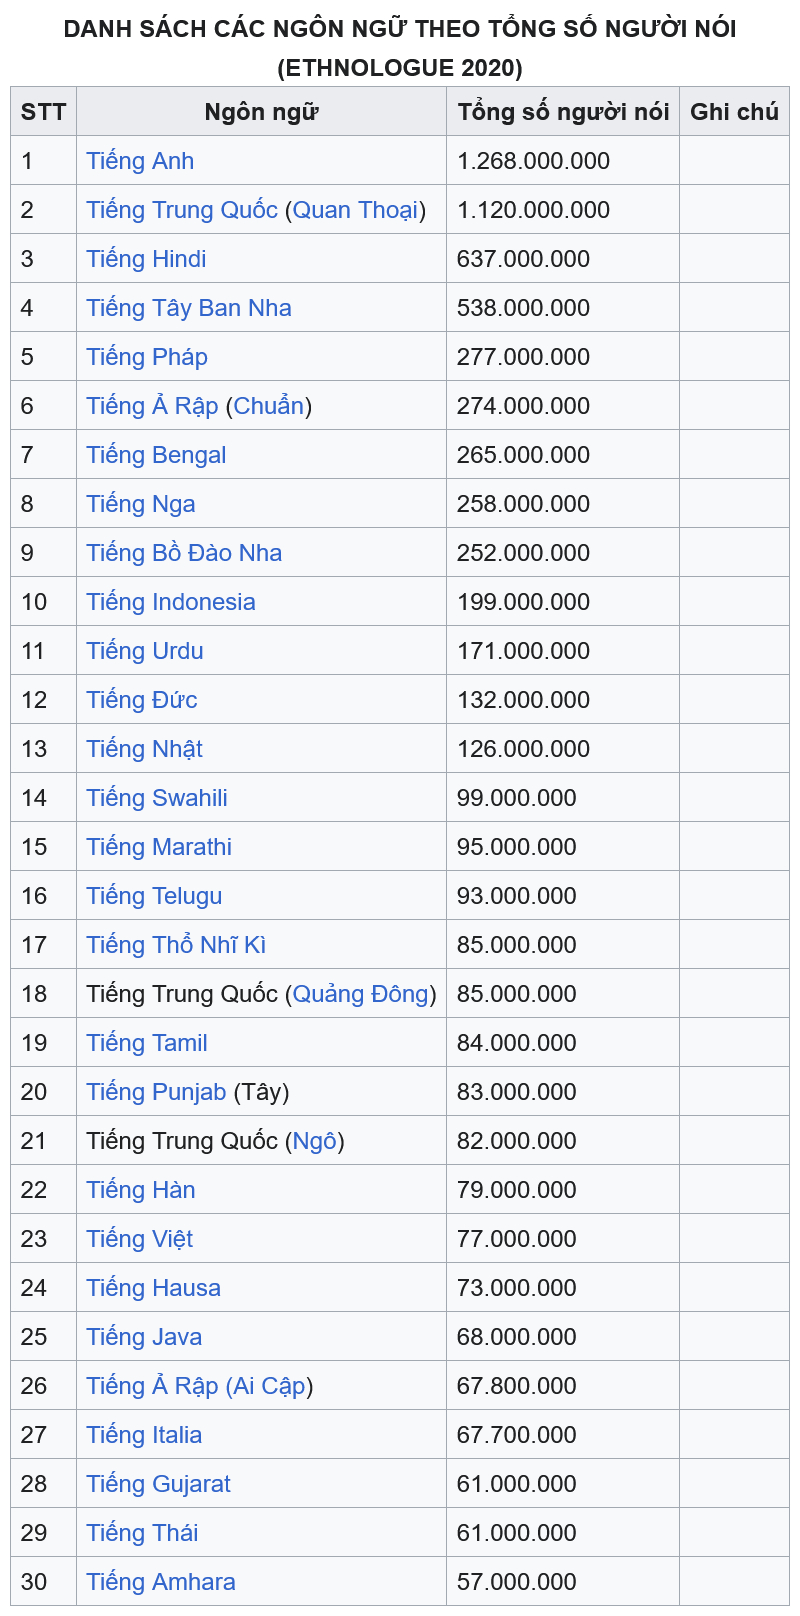 DANH SÁCH CÁC NGÔN NGỮ THEO TỔNG SỐ NGƯỜI NÓI
(ETHNOLOGUE 2020)
STT Ngôn ngữ Tổng số người nói Ghi chú
1 Tiếng Anh 1.268.000.000
2 Tiếng Trung Quốc (Quan Thoại) 1.120.000.000
3 Tiếng Hindi 637.000.000
4 Tiếng Tây Ban Nha 538.000.000
5 Tiếng Pháp 277.000.000
6 Tiếng Ả Rập (Chuẩn) 274.000.000
7 Tiếng Bengal 265.000.000
8 Tiếng Nga 258.000.000
9 Tiếng Bồ Đào Nha 252.000.000
10 Tiếng Indonesia 199.000.000
11 Tiếng Urdu 171.000.000
12 Tiếng Đức 132.000.000
13 Tiếng Nhật 126.000.000
14 Tiếng Swahili 99.000.000
15 Tiếng Marathi 95.000.000
16 Tiếng Telugu 93.000.000
17 Tiếng Thổ Nhĩ Kì 85.000.000
18 Tiếng Trung Quốc (Quảng Đông) 85.000.000
19 Tiếng Tamil 84.000.000
20 Tiếng Punjab (Tây) 83.000.000
21 Tiếng Trung Quốc (Ngô) 82.000.000
22 Tiếng Hàn 79.000.000
23 Tiếng Việt 77.000.000
24 Tiếng Hausa 73.000.000
25 Tiếng Java 68.000.000
26 Tiếng Ả Rập (Ai Cập) 67.800.000
27 Tiếng Italia 67.700.000
28 Tiếng Gujarat 61.000.000
29 Tiếng Thái 61.000.000
30 Tiếng Amhara 57.000.000